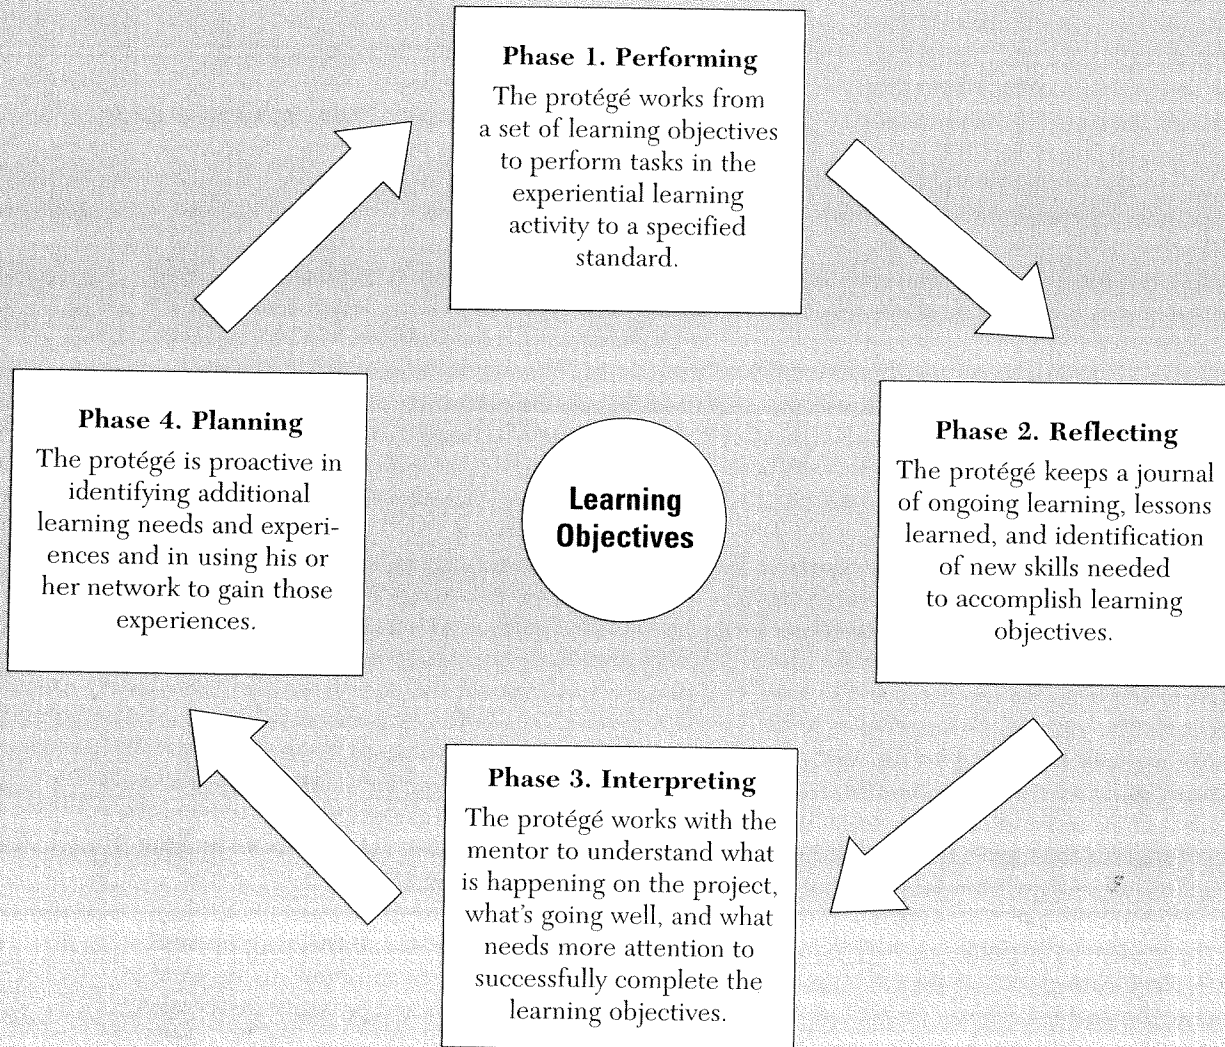 Phase 1. Performing
The protégé works from
a set of learning objectives
to perform tasks in the
experiential learning
activity to a specified
standard.
Phase 2. Reflecting
The protégé keeps a journal
of ongoing learning, lessons
learned, and identification
of new skills needed
to accomplish learning
objectives.
Phase 3. Interpreting
The protégé works with the
mentor to understand what
is happening on the project,
what's going well, and what
needs more attention to
successfully complete the
learning objectives.
Phase 4. Planning
The protégé is proactive in
identifying additional
learning needs and experi-
ences and in using his or
her network to gain those
experiences.
Learning
Objectives